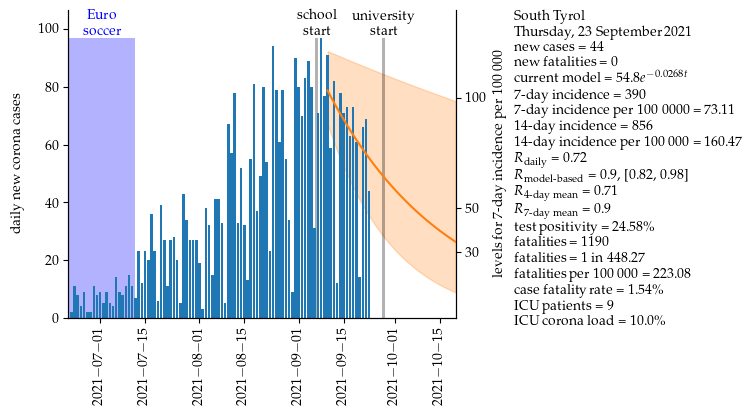 Euro
soccer
school
start
university
start
daily new corona cases
100
80
60
40
20
0
100
50
30
levels for 7-day incidence per 100 000
2021−07−01
2021−07−15
2021−08−01
2021−08−15
2021−09−01
2021−09−15
2021−10−01
2021−10−15
South Tyrol
Thursday, 23 September 2021
new cases = 44
new fatalities = 0
current model = 54.8e^{−0.0268t}
7-day incidence = 390
7-day incidence per 100 0000 = 73.11
14-day incidence = 856
14-day incidence per 100 000 = 160.47
R_daily = 0.72
R_model-based = 0.9, [0.82, 0.98]
R_4-day mean = 0.71
R_7-day mean = 0.9
test positivity = 24.58%
fatalities = 1190
fatalities = 1 in 448.27
fatalities per 100 000 = 223.08
case fatality rate = 1.54%
ICU patients = 9
ICU corona load = 10.0%